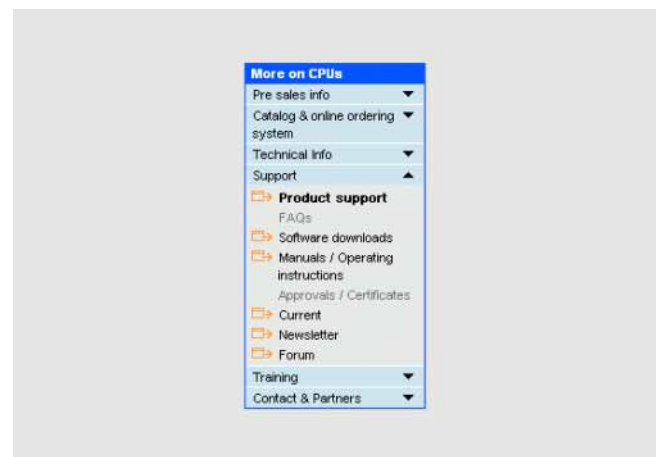 More on CPUs
Pre sales info
Catalog & online ordering
system
Technical Info
Support
Product support
FAQs
Software downloads
Manuals / Operating
instructions
Approvals / Certificates
Current
Newsletter
Forum
Training
Contact & Partners